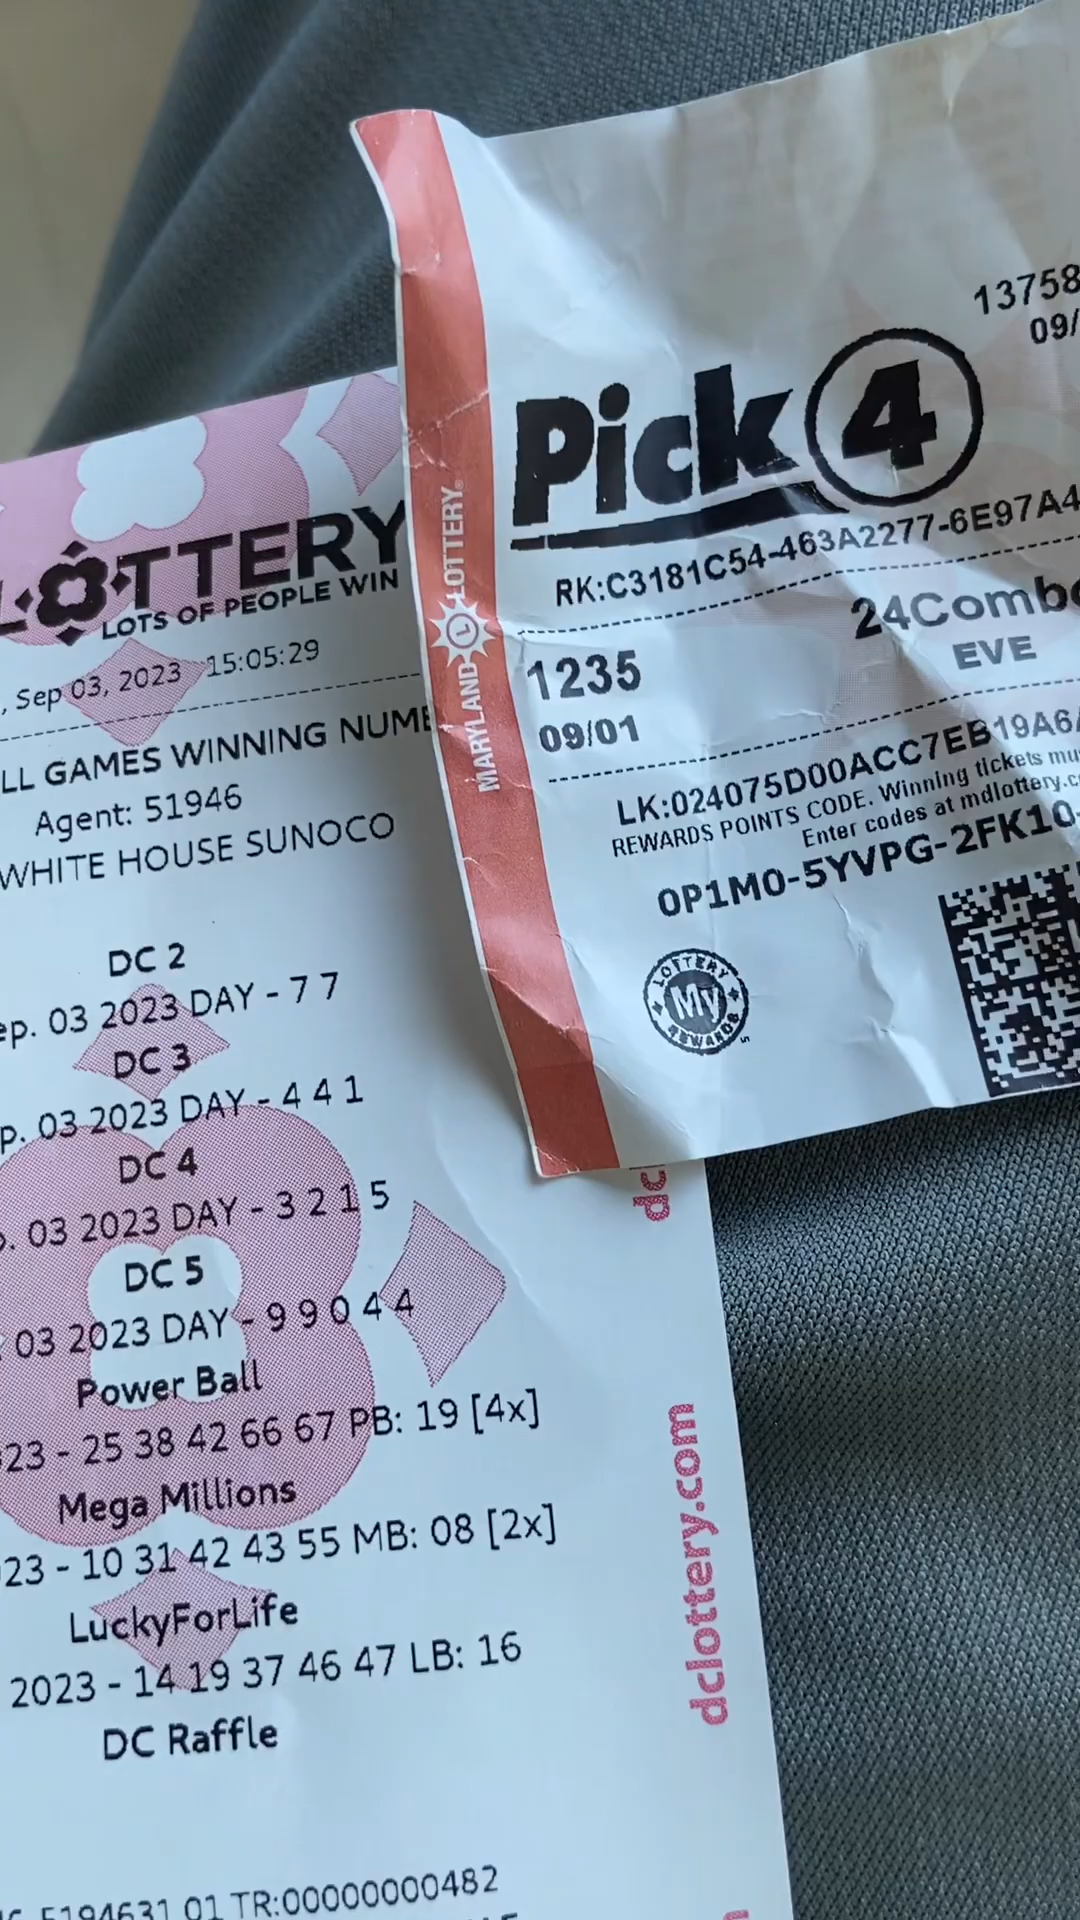 LOTTERY
LOTS OF PEOPLE WIN
, Sep 03, 2023 15:05:29
LL GAMES WINNING NUM
Agent: 51946
WHITE HOUSE SUNOCO
DC 2
ep. 03 2023 DAY - 7 7
DC 3
p. 03 2023 DAY - 4 4 1
DC 4
. 03 2023 DAY - 3 2 1 5
DC 5
03 2023 DAY - 9 9 0 4 4
Power Ball
23 - 25 38 42 66 67 PB: 19 [4x]
Mega Millions
23 - 10 31 42 43 55 MB: 08 [2x]
LuckyForLife
2023 - 14 19 37 46 47 LB: 16
DC Raffle
5194631 01 TR:00000000482
dc
dclottery.com
MARYLAND LOTTERY®
13758
09/
Pick 4
RK:C3181C54-463A2277-6E97A4
24Comb
1235
EVE
09/01
LK:024075D00ACC7EB19A6
REWARDS POINTS CODE. Winning tickets mu
Enter codes at mdlottery.c
0P1M0-5YVPG-2FK10-
LOTTERY
My
REWARDS